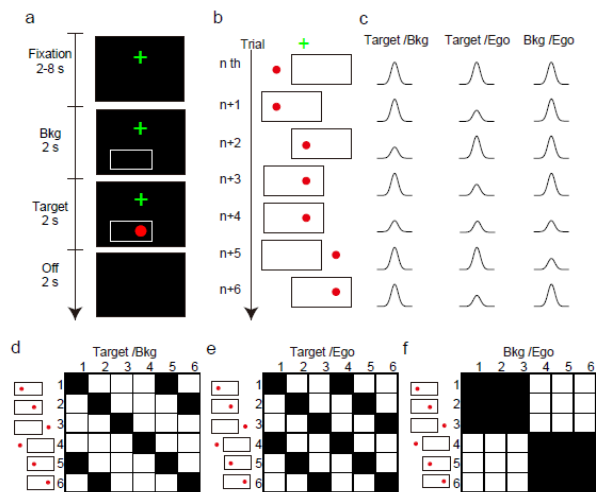 a
Fixation
2-8 s
Bkg
2 s
Target
2 s
Off
2 s
b
Trial
n th
n+1
n+2
n+3
n+4
n+5
n+6
c
Target /Bkg Target /Ego Bkg /Ego
d
Target /Bkg
1 2 3 4 5 6
1
2
3
4
5
6
e
Target /Ego
1 2 3 4 5 6
1
2
3
4
5
6
f
Bkg /Ego
1 2 3 4 5 6
1
2
3
4
5
6